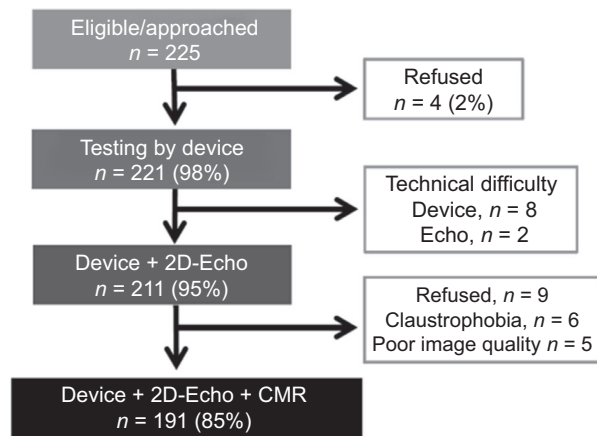 Eligible/approached
n = 225
Refused
n = 4 (2%)
Testing by device
n = 221 (98%)
Technical difficulty
Device, n = 8
Echo, n = 2
Device + 2D-Echo
n = 211 (95%)
Refused, n = 9
Claustrophobia, n = 6
Poor image quality n = 5
Device + 2D-Echo + CMR
n = 191 (85%)